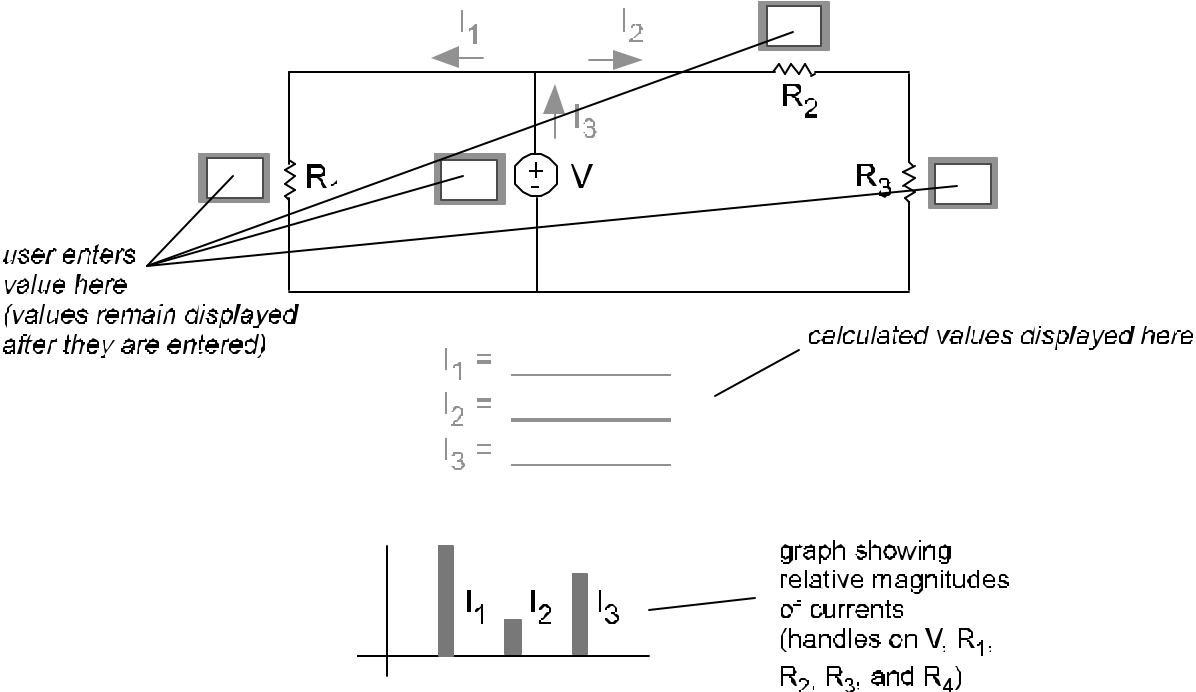 I1
I2
R2
I3
R1
+
-
V
R3
user enters
value here
(values remain displayed
after they are entered)
calculated values displayed here
I1 =
I2 =
I3 =
graph showing
relative magnitudes
of currents
(handles on V, R1,
R2, R3, and R4)
I1
I2
I3